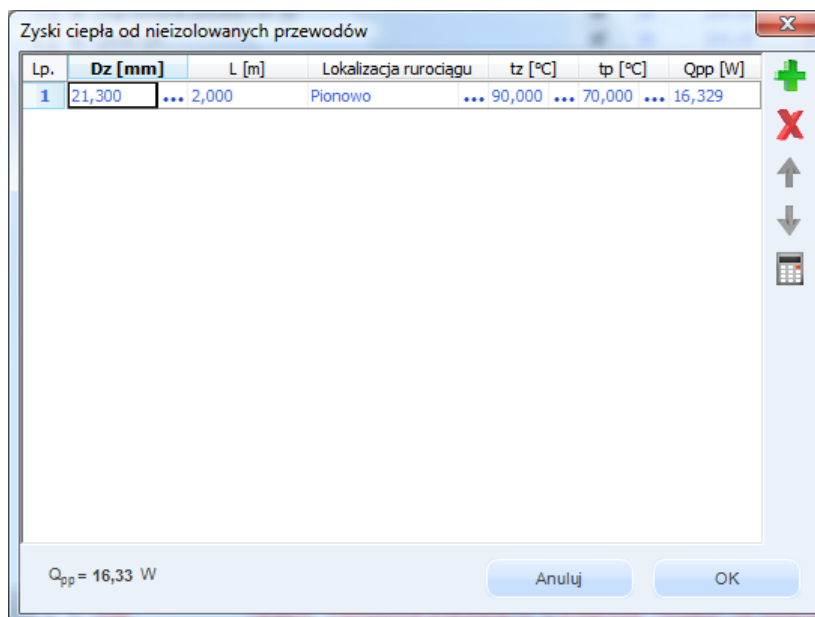 Zyski ciepła od nieizolowanych przewodów
Lp. Dz [mm] L [m] Lokalizacja rurociągu tz [°C] tp [°C] Qpp [W]
1 21,300 ... 2,000 Pionowo ... 90,000 ... 70,000 ... 16,329
Qpp = 16,33 W
Anuluj OK